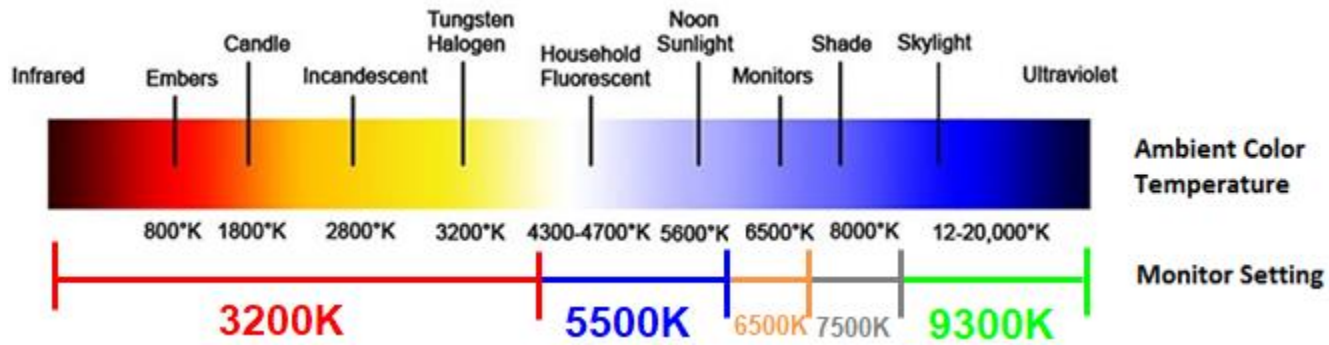 Infrared
Embers
Candle
Incandescent
Tungsten
Halogen
Household
Fluorescent
Noon
Sunlight
Monitors
Shade
Skylight
Ultraviolet
Ambient Color
Temperature
800°K 1800°K 2800°K 3200°K 4300-4700°K 5600°K 6500°K 8000°K 12-20,000°K
Monitor Setting
3200K 5500K 6500K 7500K 9300K